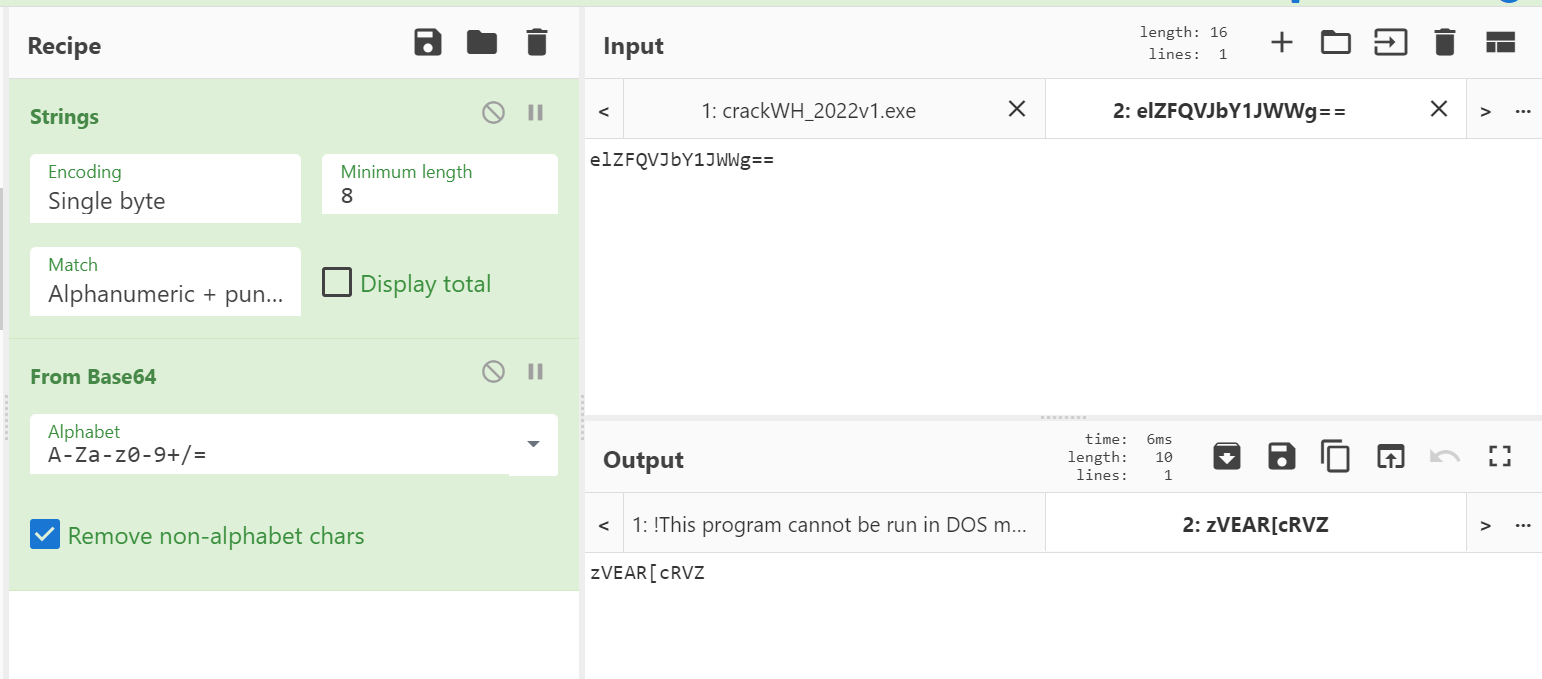 Recipe
Strings
Encoding
Single byte
Minimum length
8
Match
Alphanumeric + pun...
Display total
From Base64
Alphabet
A-Za-z0-9+/=
Remove non-alphabet chars
Input
length: 16
lines: 1
<
1: crackWH_2022v1.exe
2: elZFQVJbY1JWWg==
>
...
elZFQVJbY1JWWg==
Output
time: 6ms
length: 10
lines: 1
<
1: !This program cannot be run in DOS m...
2: zVEAR[cRVZ
>
...
zVEAR[cRVZ